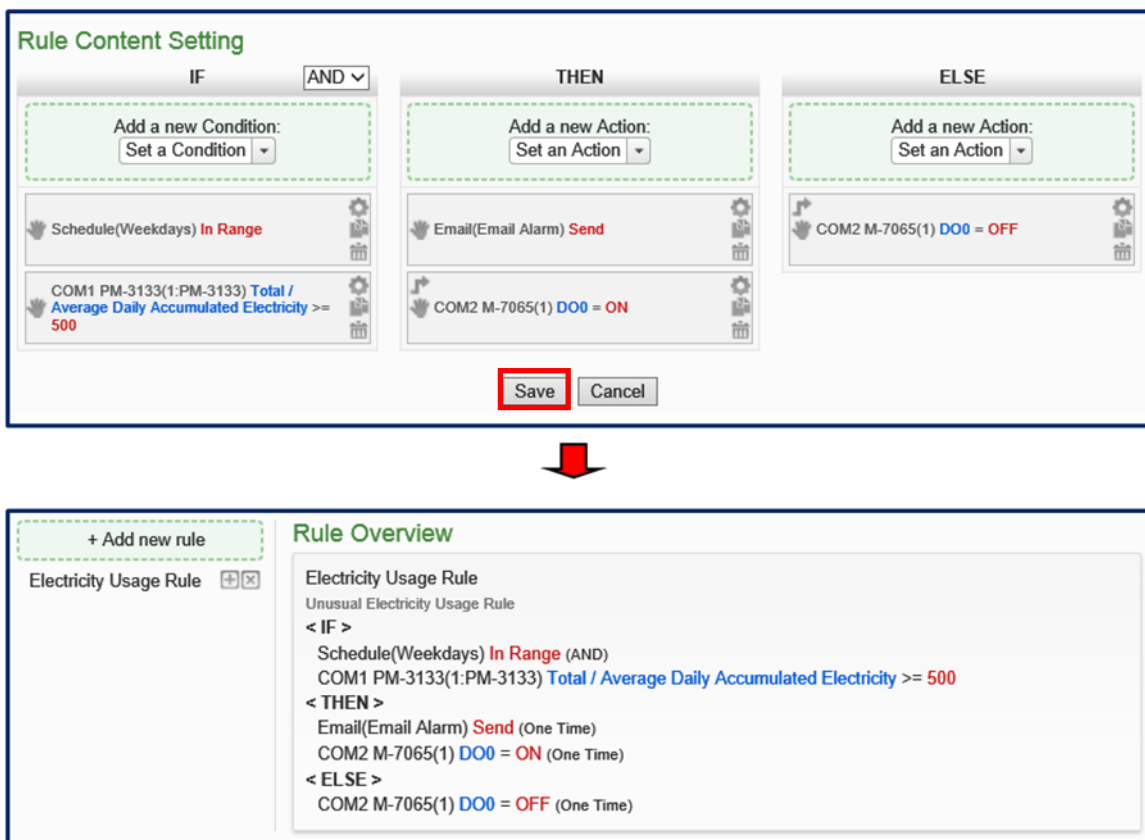 Rule Content Setting
IF AND
THEN
ELSE
Add a new Condition:
Set a Condition
Add a new Action:
Set an Action
Add a new Action:
Set an Action
Schedule(Weekdays) In Range
COM1 PM-3133(1:PM-3133) Total /
Average Daily Accumulated Electricity >=
500
Email(Email Alarm) Send
COM2 M-7065(1) DO0 = ON
COM2 M-7065(1) DO0 = OFF
Save Cancel
+ Add new rule
Electricity Usage Rule
Rule Overview
Electricity Usage Rule
Unusual Electricity Usage Rule
< IF >
Schedule(Weekdays) In Range (AND)
COM1 PM-3133(1:PM-3133) Total / Average Daily Accumulated Electricity >= 500
< THEN >
Email(Email Alarm) Send (One Time)
COM2 M-7065(1) DO0 = ON (One Time)
< ELSE >
COM2 M-7065(1) DO0 = OFF (One Time)